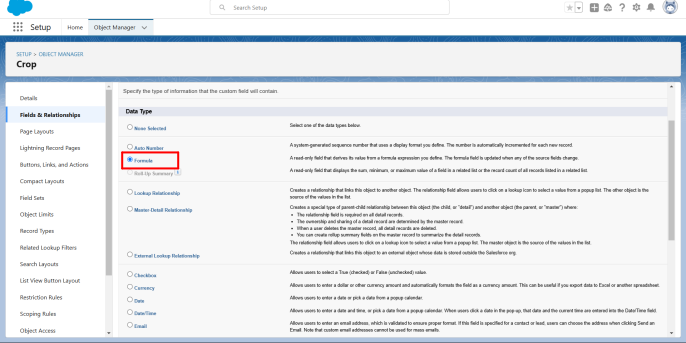 Search Setup
Setup Home Object Manager
SETUP > OBJECT MANAGER
Crop
Details
Fields & Relationships
Page Layouts
Lightning Record Pages
Buttons, Links, and Actions
Compact Layouts
Field Sets
Object Limits
Record Types
Related Lookup Filters
Search Layouts
List View Button Layout
Restriction Rules
Scoping Rules
Object Access
Specify the type of information that the custom field will contain.
Data Type
None Selected Select one of the data types below.
Auto Number A system-generated sequence number that uses a display format you define. The number is automatically incremented for each new record.
Formula A read-only field that derives its value from a formula expression you define. The formula field is updated when any of the source fields change.
Roll-Up Summary A read-only field that displays the sum, minimum, or maximum value of a field in a related list or the record count of all records listed in a related list.
Lookup Relationship Creates a relationship that links this object to another object. The relationship field allows users to click on a lookup icon to select a value from a popup list. The other object is the
source of the values in the list.
Master-Detail Relationship Creates a special type of parent-child relationship between this object (the child, or "detail") and another object (the parent, or "master") where:
• The relationship field is required on all detail records.
• The ownership and sharing of a detail record are determined by the master record.
• When a user deletes the master record, all detail records are deleted.
• You can create rollup summary fields on the master record to summarize the detail records.
The relationship field allows users to click on a lookup icon to select a value from a popup list. The master object is the source of the values in the list.
External Lookup Relationship Creates a relationship that links this object to an external object whose data is stored outside the Salesforce org.
Checkbox Allows users to select a True (checked) or False (unchecked) value.
Currency Allows users to enter a dollar or other currency amount and automatically formats the field as a currency amount. This can be useful if you export data to Excel or another spreadsheet.
Date Allows users to enter a date or pick a date from a popup calendar.
Date/Time Allows users to enter a date and time, or pick a date from a popup calendar. When users click a date in the pop-up, that date and the current time are entered into the Date/Time field.
Email Allows users to enter an email address, which is validated to ensure proper format. If this field is specified for a contact or lead, users can choose the address when clicking Send an
Email. Note that custom email addresses cannot be used for mass emails.